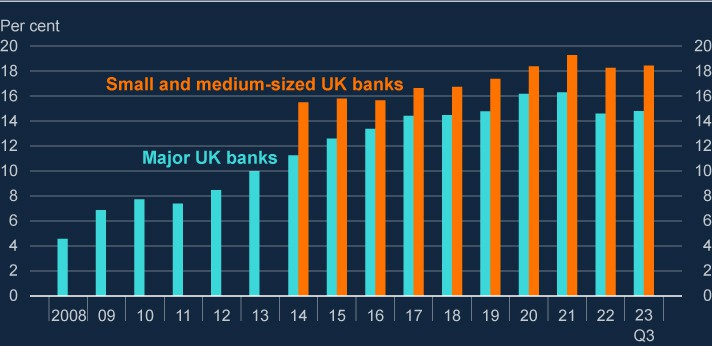 Per cent
20 20
18 18
Small and medium-sized UK banks
16 16
14 14
12 12
Major UK banks
10 10
8 8
6 6
4 4
2 2
0 0
2008 09 10 11 12 13 14 15 16 17 18 19 20 21 22 23
Q3